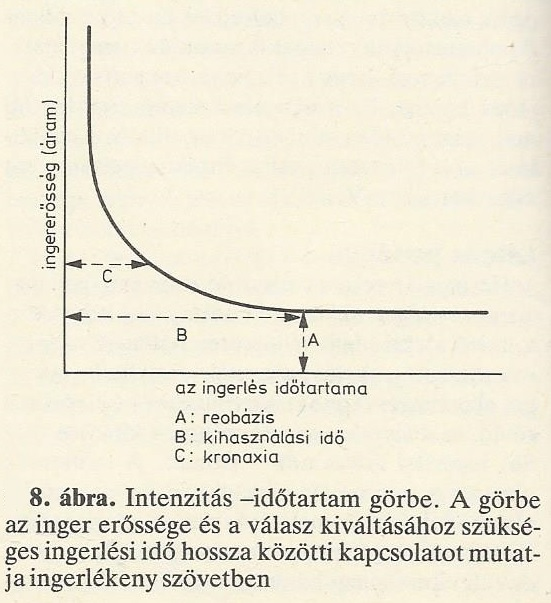 ingererösség (áram)
C
B
A
az ingerlés időtartama
A: reobázis
B: kihasználási idő
C: kronaxia
8. ábra. Intenzitás –időtartam görbe. A görbe
az inger erőssége és a válasz kiváltásához szüksé-
ges ingerlési idő hossza közötti kapcsolatot mutat-
ja ingerlékeny szövetben